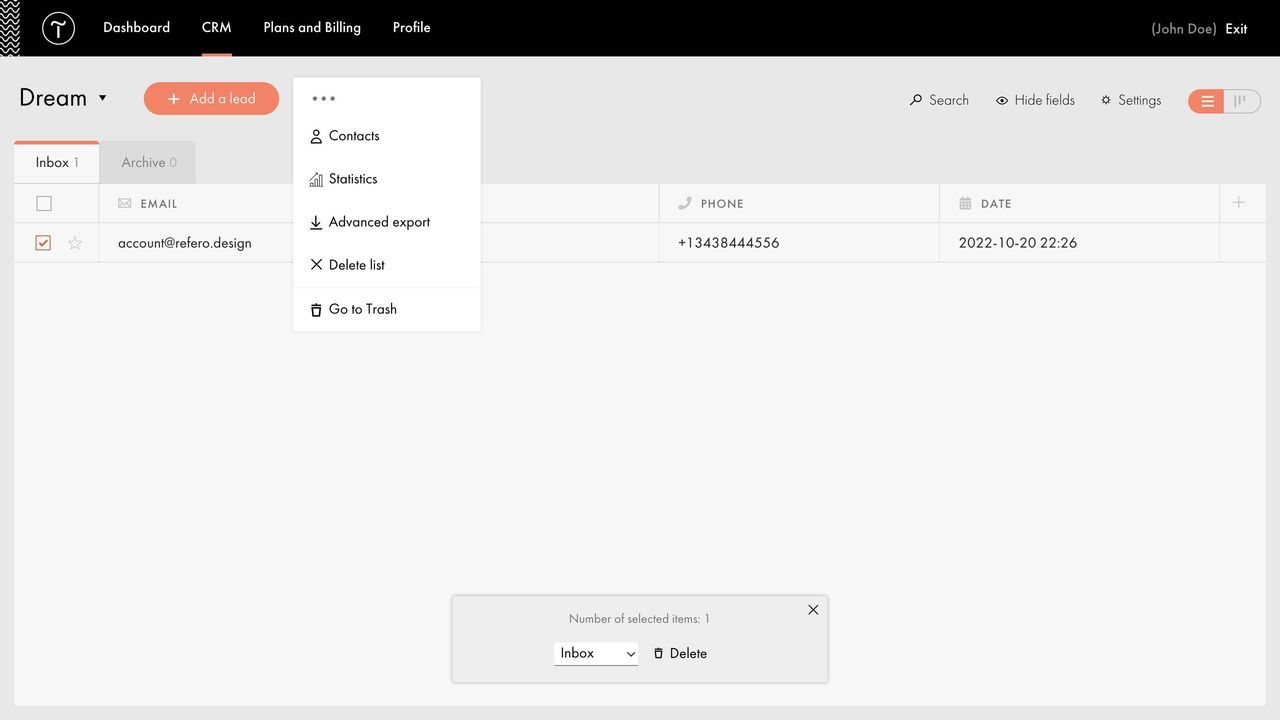 Dashboard CRM Plans and Billing Profile (John Doe) Exit
Dream + Add a lead Search Hide fields Settings
Contacts
Statistics
Advanced export
Delete list
Go to Trash
Inbox 1 Archive 0
EMAIL PHONE DATE
account@refero.design +13438444556 2022-10-20 22:26
Number of selected items: 1
Inbox Delete